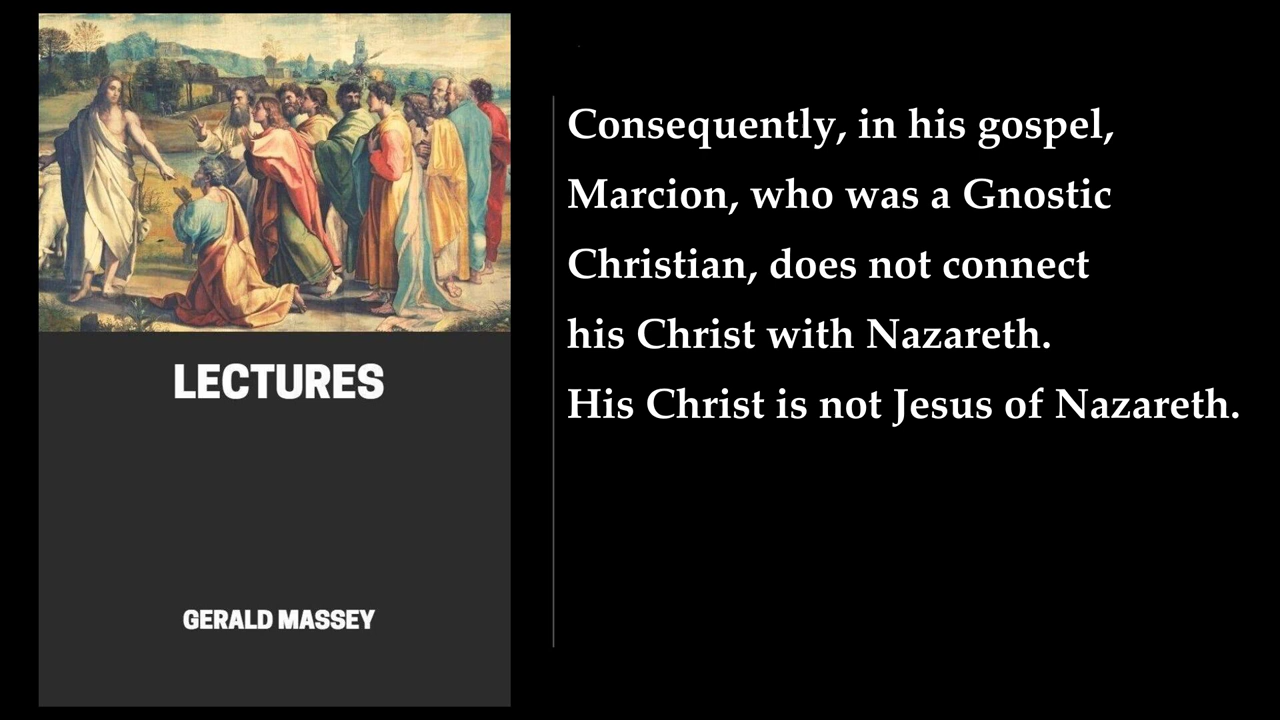 LECTURES
GERALD MASSEY
Consequently, in his gospel,
Marcion, who was a Gnostic
Christian, does not connect
his Christ with Nazareth.
His Christ is not Jesus of Nazareth.